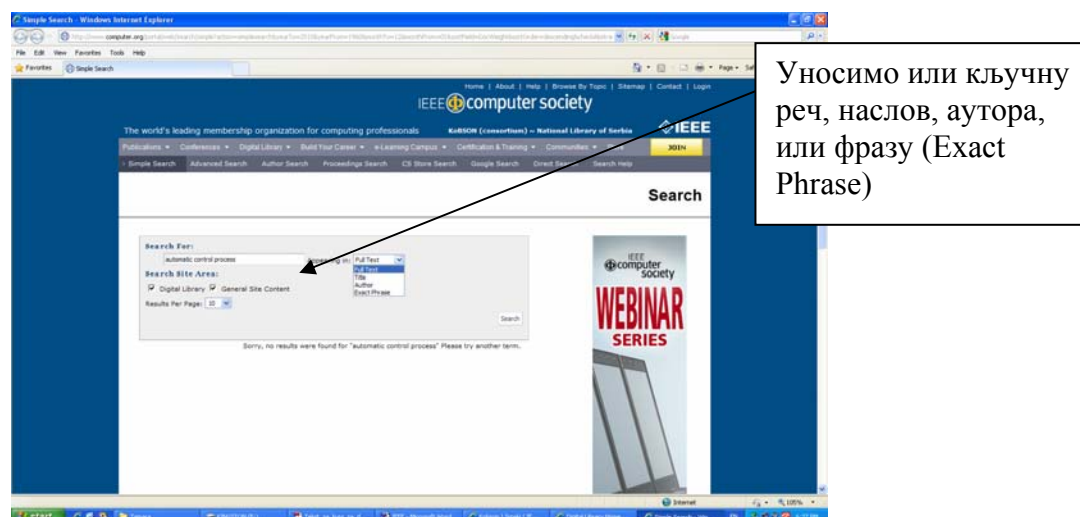 Simple Search - Windows Internet Explorer
File Edit View Favorites Tools Help
Favorites Simple Search
Page
Home | About | Help | Browse By Topic | Sitemap | Contact | Login
IEEE computer society
The world's leading membership organization for computing professionals KoBSON (consortium) – National Library of Serbia IEEE
Publications Conferences Digital Library Build Your Career e-Learning Campus Certification & Training Communities JOIN
Simple Search Advanced Search Author Search Proceedings Search CS Store Search Google Search Direct Search Search Help
Search
Search For:
automatic control process Appearing in: Full Text
Full Text
Title
Author
Exact Phrase
Search Site Area:
Digital Library General Site Content
Results Per Page: 10
Search
Sorry, no results were found for "automatic control process" Please try another term.
IEEE
computer
society
WEBINAR
SERIES
Internet 105%
start
Уносимо или кључну
реч, наслов, аутора,
или фразу (Exact
Phrase)